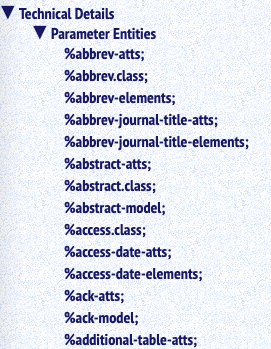 Technical Details
Parameter Entities
%abbrev-atts;
%abbrev.class;
%abbrev-elements;
%abbrev-journal-title-atts;
%abbrev-journal-title-elements;
%abstract-atts;
%abstract.class;
%abstract-model;
%access.class;
%access-date-atts;
%access-date-elements;
%ack-atts;
%ack-model;
%additional-table-atts;